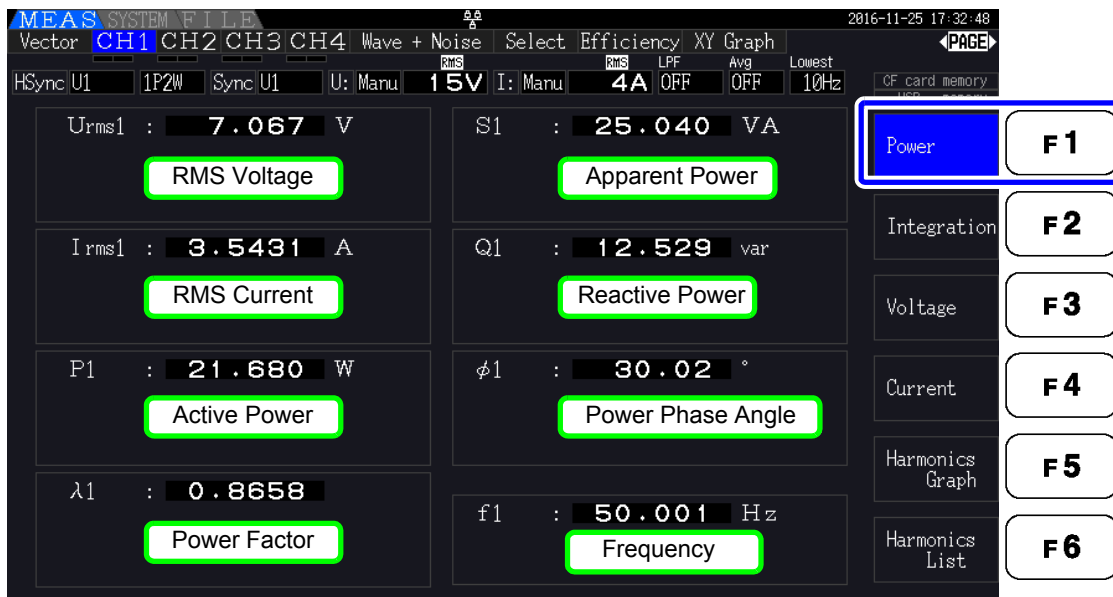 MEAS SYSTEM FILE 2016-11-25 17:32:48
Vector CH1 CH2 CH3 CH4 Wave + Noise Select Efficiency XY Graph PAGE
RMS RMS LPF Avg Lowest
HSync U1 1P2W Sync U1 U: Manu 15V I: Manu 4A OFF OFF 10Hz
CF card memory
Urms1 : 7.067 V S1 : 25.040 VA
RMS Voltage Apparent Power
Power F1
Irms1 : 3.5431 A Q1 : 12.529 var
RMS Current Reactive Power
Integration F2
Voltage F3
P1 : 21.680 W ϕ1 : 30.02 °
Active Power Power Phase Angle
Current F4
λ1 : 0.8658
Power Factor
f1 : 50.001 Hz
Frequency
Harmonics
Graph F5
Harmonics
List F6